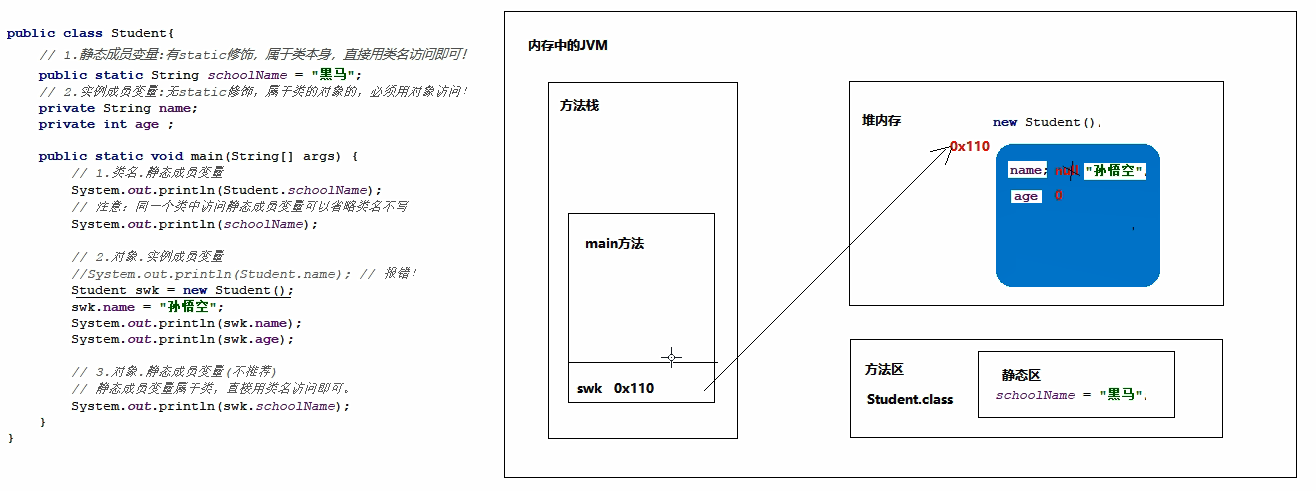 public class Student{
// 1.静态成员变量:有static修饰，属于类本身，直接用类名访问即可!
public static String schoolName = "黑马";
// 2.实例成员变量:无static修饰，属于类的对象的，必须用对象访问!
private String name;
private int age ;
public static void main(String[] args) {
// 1.类名.静态成员变量
System.out.println(Student.schoolName);
// 注意：同一个类中访问静态成员变量可以省略类名不写
System.out.println(schoolName);
// 2.对象.实例成员变量
//System.out.println(Student.name); // 报错!
Student swk = new Student();
swk.name = "孙悟空";
System.out.println(swk.name);
System.out.println(swk.age);
// 3.对象.静态成员变量(不推荐)
// 静态成员变量属于类，直接用类名访问即可。
System.out.println(swk.schoolName);
}
}
内存中的JVM
方法栈
main方法
swk 0x110
堆内存
new Student().
0x110
name; null "孙悟空"
age 0
方法区
Student.class
静态区
schoolName = "黑马"